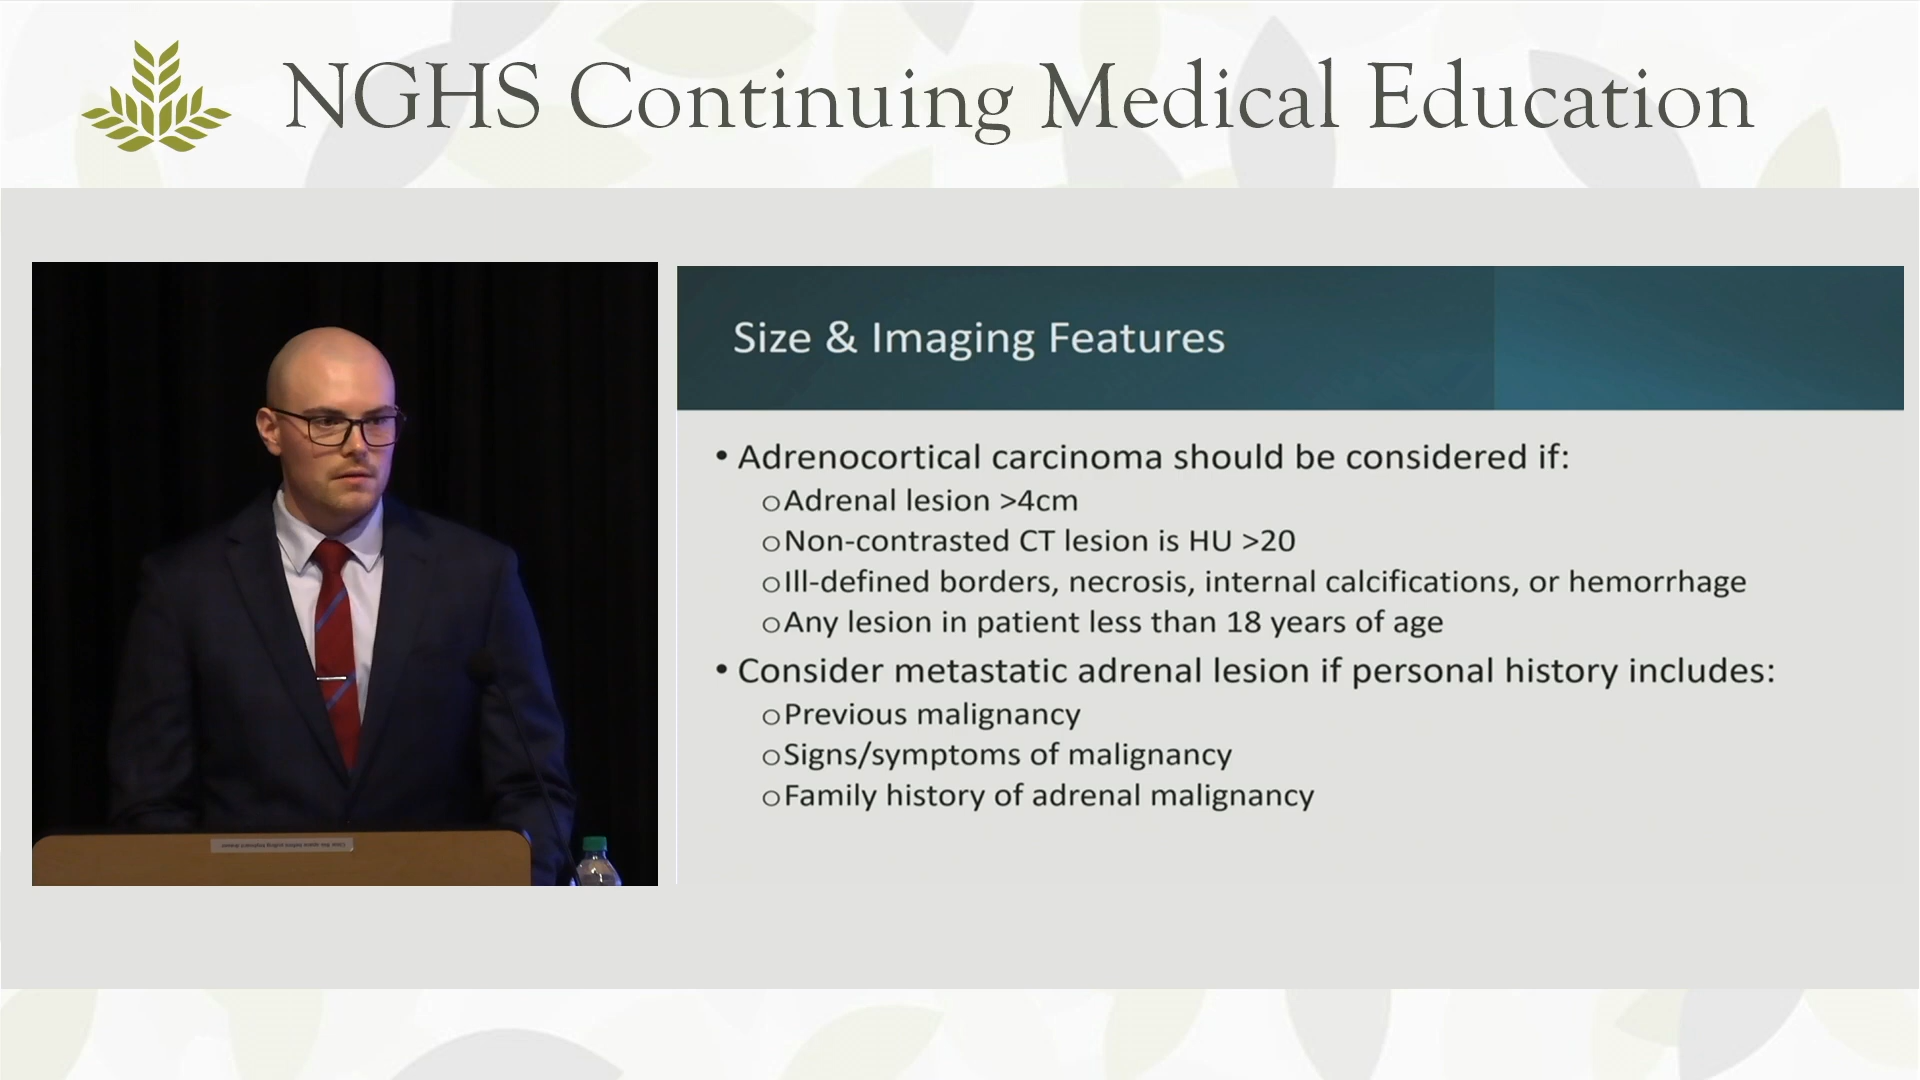 NGHS Continuing Medical Education
Size & Imaging Features
• Adrenocortical carcinoma should be considered if:
o Adrenal lesion >4cm
o Non-contrasted CT lesion is HU >20
o Ill-defined borders, necrosis, internal calcifications, or hemorrhage
o Any lesion in patient less than 18 years of age
• Consider metastatic adrenal lesion if personal history includes:
o Previous malignancy
o Signs/symptoms of malignancy
o Family history of adrenal malignancy